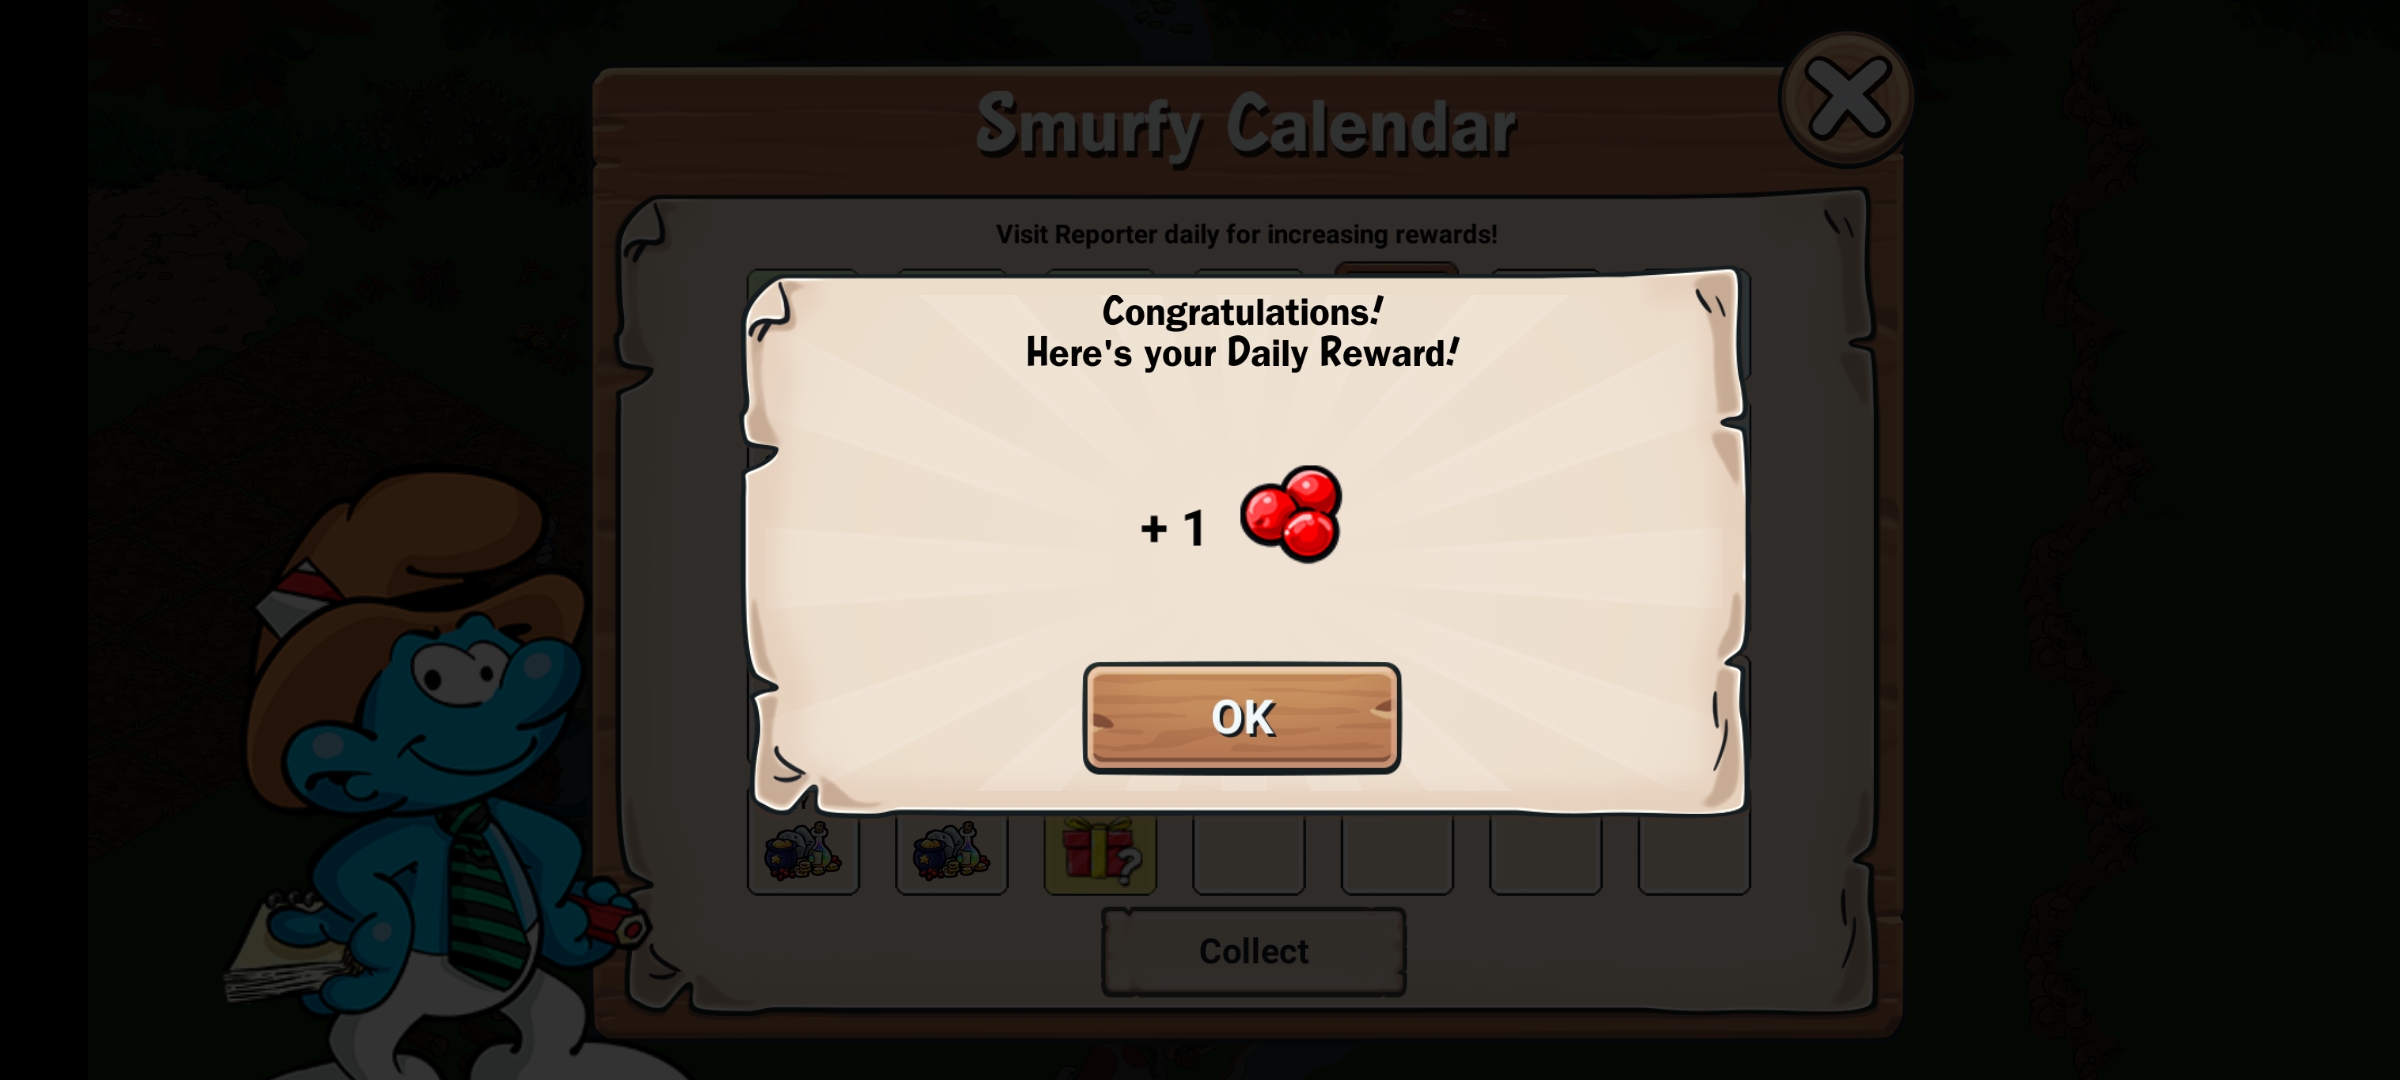 Smurfy Calendar
Visit Reporter daily for increasing rewards!
Congratulations!
Here's your Daily Reward!
+ 1
OK
?
Collect